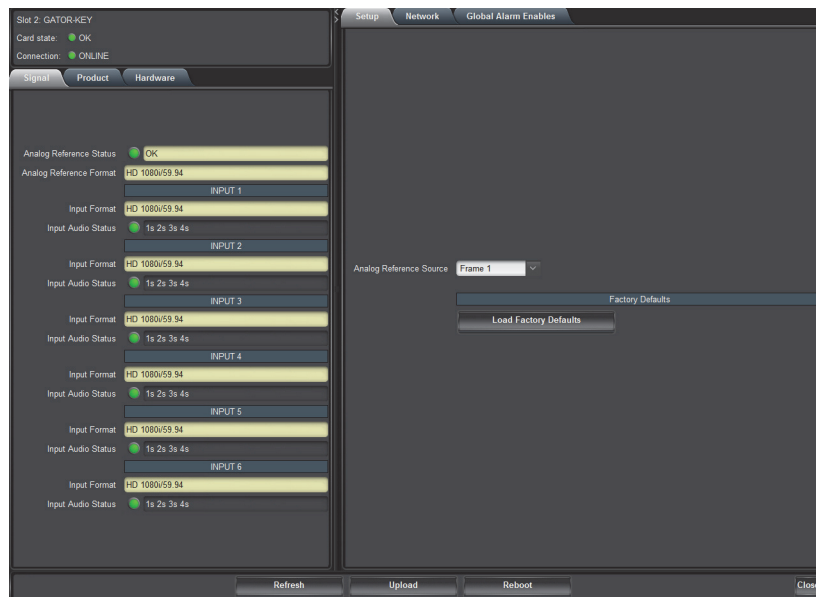 Slot 2: GATOR-KEY
Card state: OK
Connection: ONLINE
Signal Product Hardware
Analog Reference Status OK
Analog Reference Format HD 1080i/59.94
INPUT 1
Input Format HD 1080i/59.94
Input Audio Status 1s 2s 3s 4s
INPUT 2
Input Format HD 1080i/59.94
Input Audio Status 1s 2s 3s 4s
INPUT 3
Input Format HD 1080i/59.94
Input Audio Status 1s 2s 3s 4s
INPUT 4
Input Format HD 1080i/59.94
Input Audio Status 1s 2s 3s 4s
INPUT 5
Input Format HD 1080i/59.94
Input Audio Status 1s 2s 3s 4s
INPUT 6
Input Format HD 1080i/59.94
Input Audio Status 1s 2s 3s 4s
Setup Network Global Alarm Enables
Analog Reference Source Frame 1
Factory Defaults
Load Factory Defaults
Refresh Upload Reboot Close